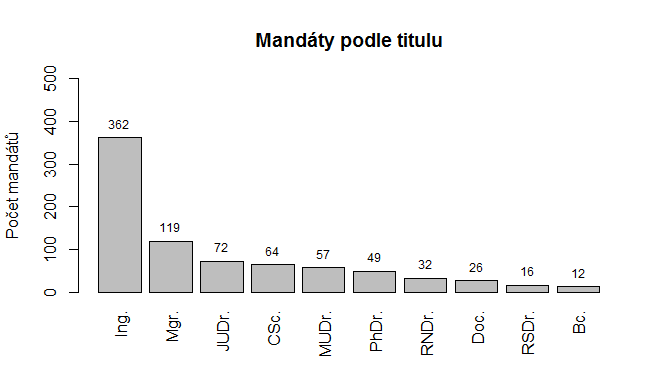 Mandáty podle titulu
Počet mandátů
500
400
300
200
100
0
362
119
72
64
57
49
32
26
16
12
Ing.
Mgr.
JUDr.
CSc.
MUDr.
PhDr.
RNDr.
Doc.
RSDr.
Bc.